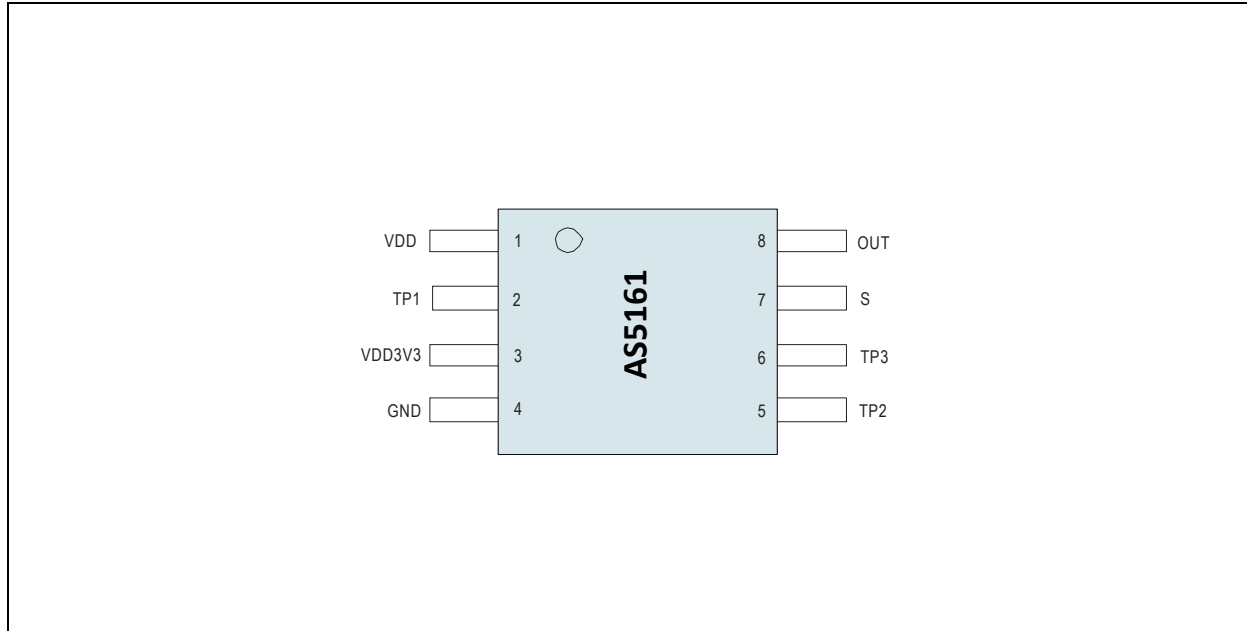 VDD 1 8 OUT
TP1 2 7 S
VDD3V3 3 6 TP3
GND 4 5 TP2
AS5161